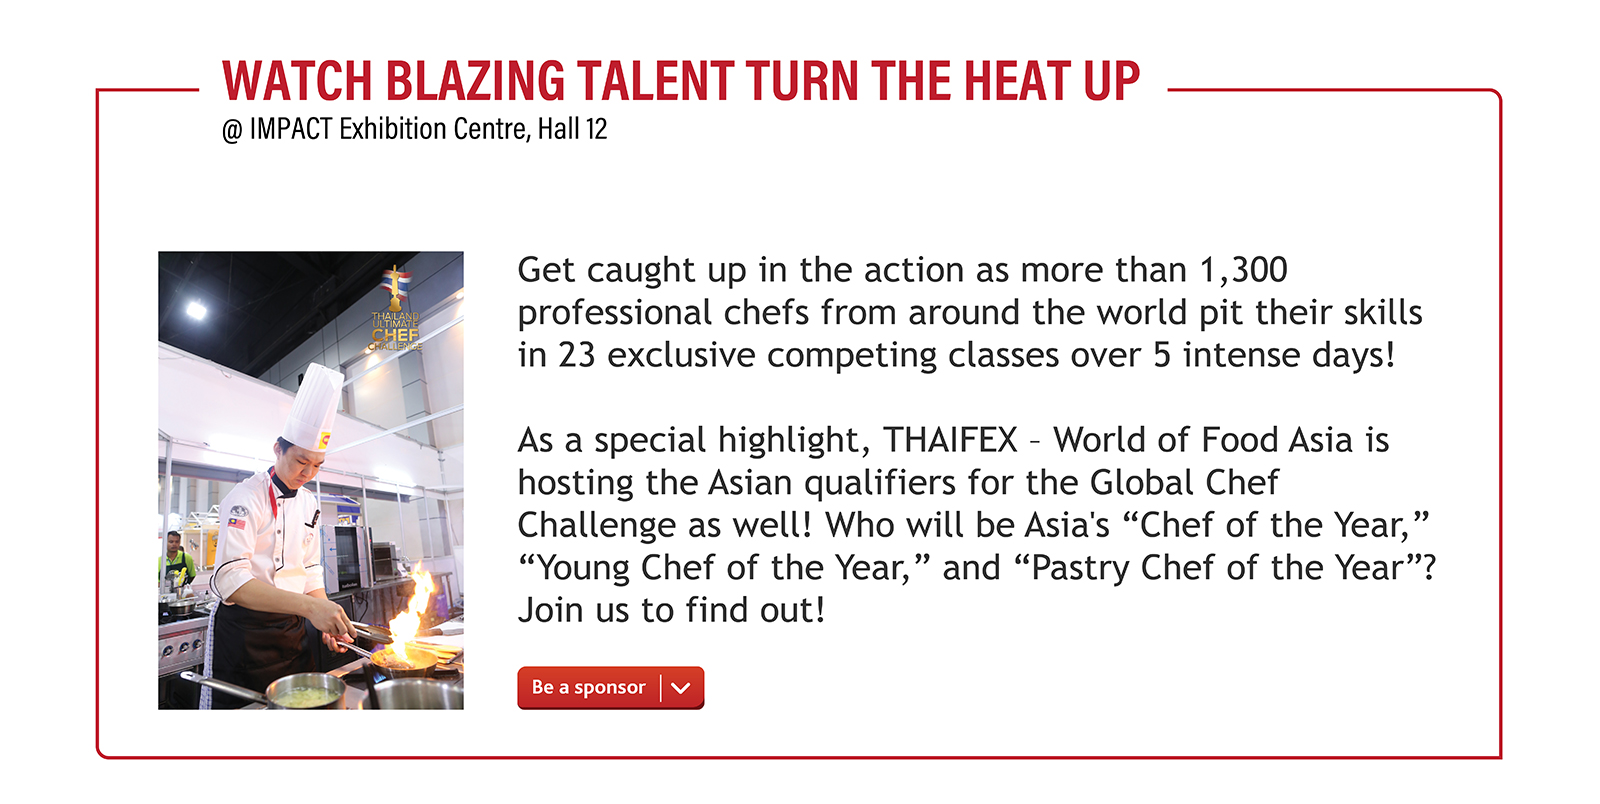 WATCH BLAZING TALENT TURN THE HEAT UP
@ IMPACT Exhibition Centre, Hall 12
THAILAND
ULTIMATE
CHEF
CHALLENGE
Get caught up in the action as more than 1,300
professional chefs from around the world pit their skills
in 23 exclusive competing classes over 5 intense days!
As a special highlight, THAIFEX – World of Food Asia is
hosting the Asian qualifiers for the Global Chef
Challenge as well! Who will be Asia's “Chef of the Year,”
“Young Chef of the Year,” and “Pastry Chef of the Year”?
Join us to find out!
Be a sponsor